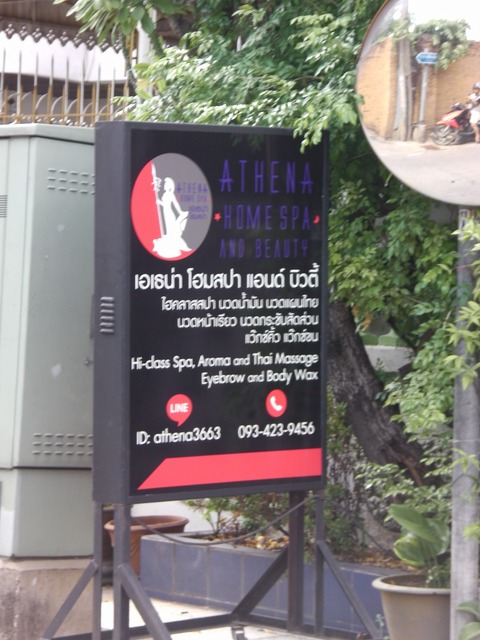 ATHENA
HOME SPA
AND BEAUTY
ATHENA
HOME SPA
AND BEAUTY
เอเธน่า โฮมสปา แอนด์ บิวตี้
ไฮคลาสสปา นวดน้ำมัน นวดแผนไทย
นวดหน้าเรียว นวดกระชับสัดส่วน
แว๊กซ์คิ้ว แว๊กซ์ขน
Hi-class Spa, Aroma and Thai Massage
Eyebrow and Body Wax
LINE
ID: athena3663 093-423-9456